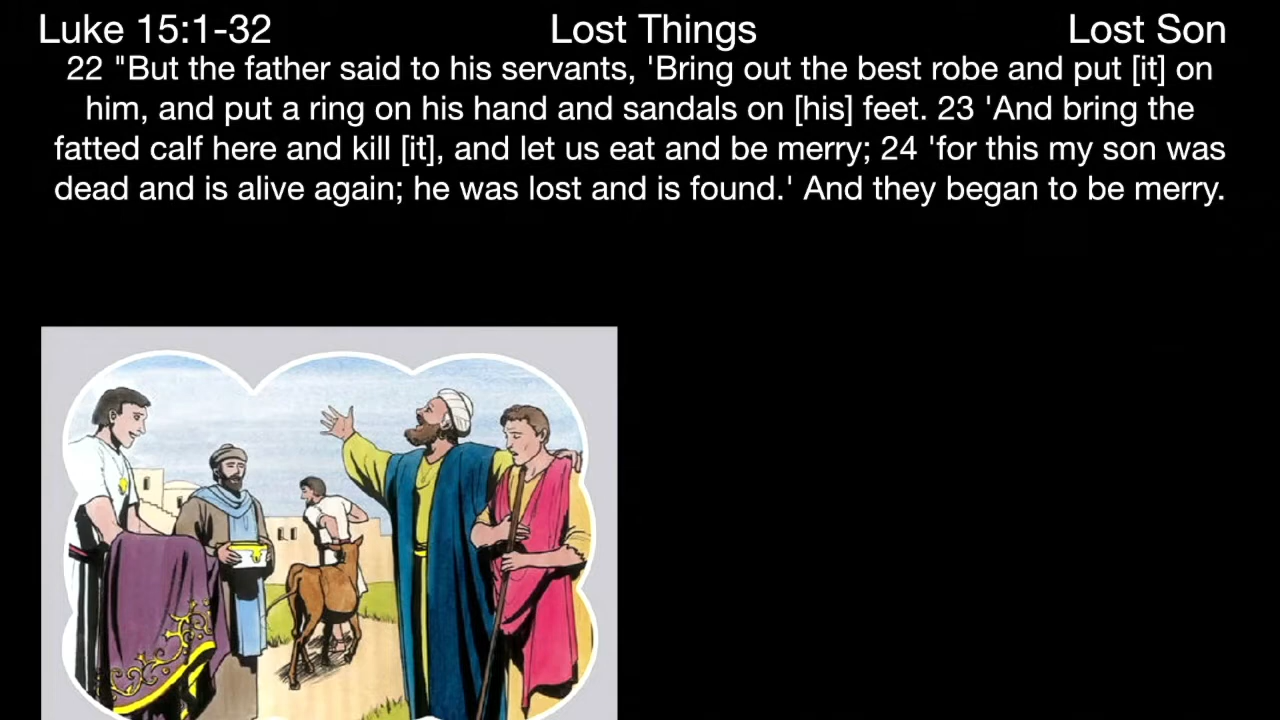 Luke 15:1-32 Lost Things Lost Son
22 "But the father said to his servants, 'Bring out the best robe and put [it] on
him, and put a ring on his hand and sandals on [his] feet. 23 'And bring the
fatted calf here and kill [it], and let us eat and be merry; 24 'for this my son was
dead and is alive again; he was lost and is found.' And they began to be merry.